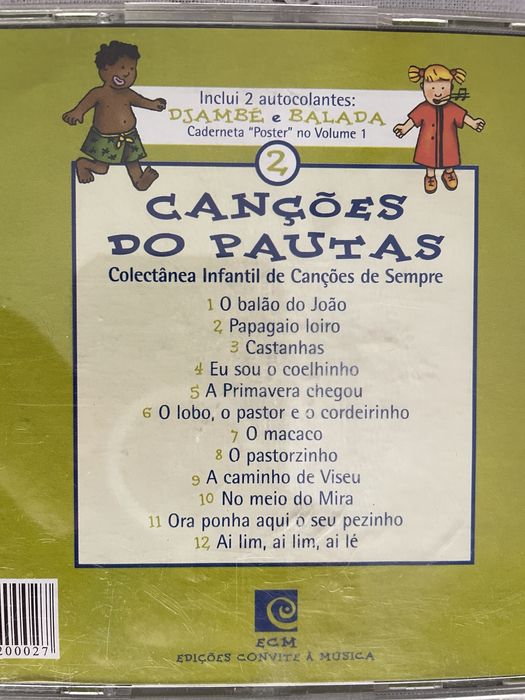 Inclui 2 autocolantes:
DJAMBÉ e BALADA
Caderneta "Poster" no Volume 1
2
CANÇÕES
DO PAUTAS
Colectânea Infantil de Canções de Sempre
1 O balão do João
2 Papagaio loiro
3 Castanhas
4 Eu sou o coelhinho
5 A Primavera chegou
6 O lobo, o pastor e o cordeirinho
7 O macaco
8 O pastorzinho
9 A caminho de Viseu
10 No meio do Mira
11 Ora ponha aqui o seu pezinho
12 Ai lim, ai lim, ai lé
200027
ECM
EDIÇÕES CONVITE À MÚSICA